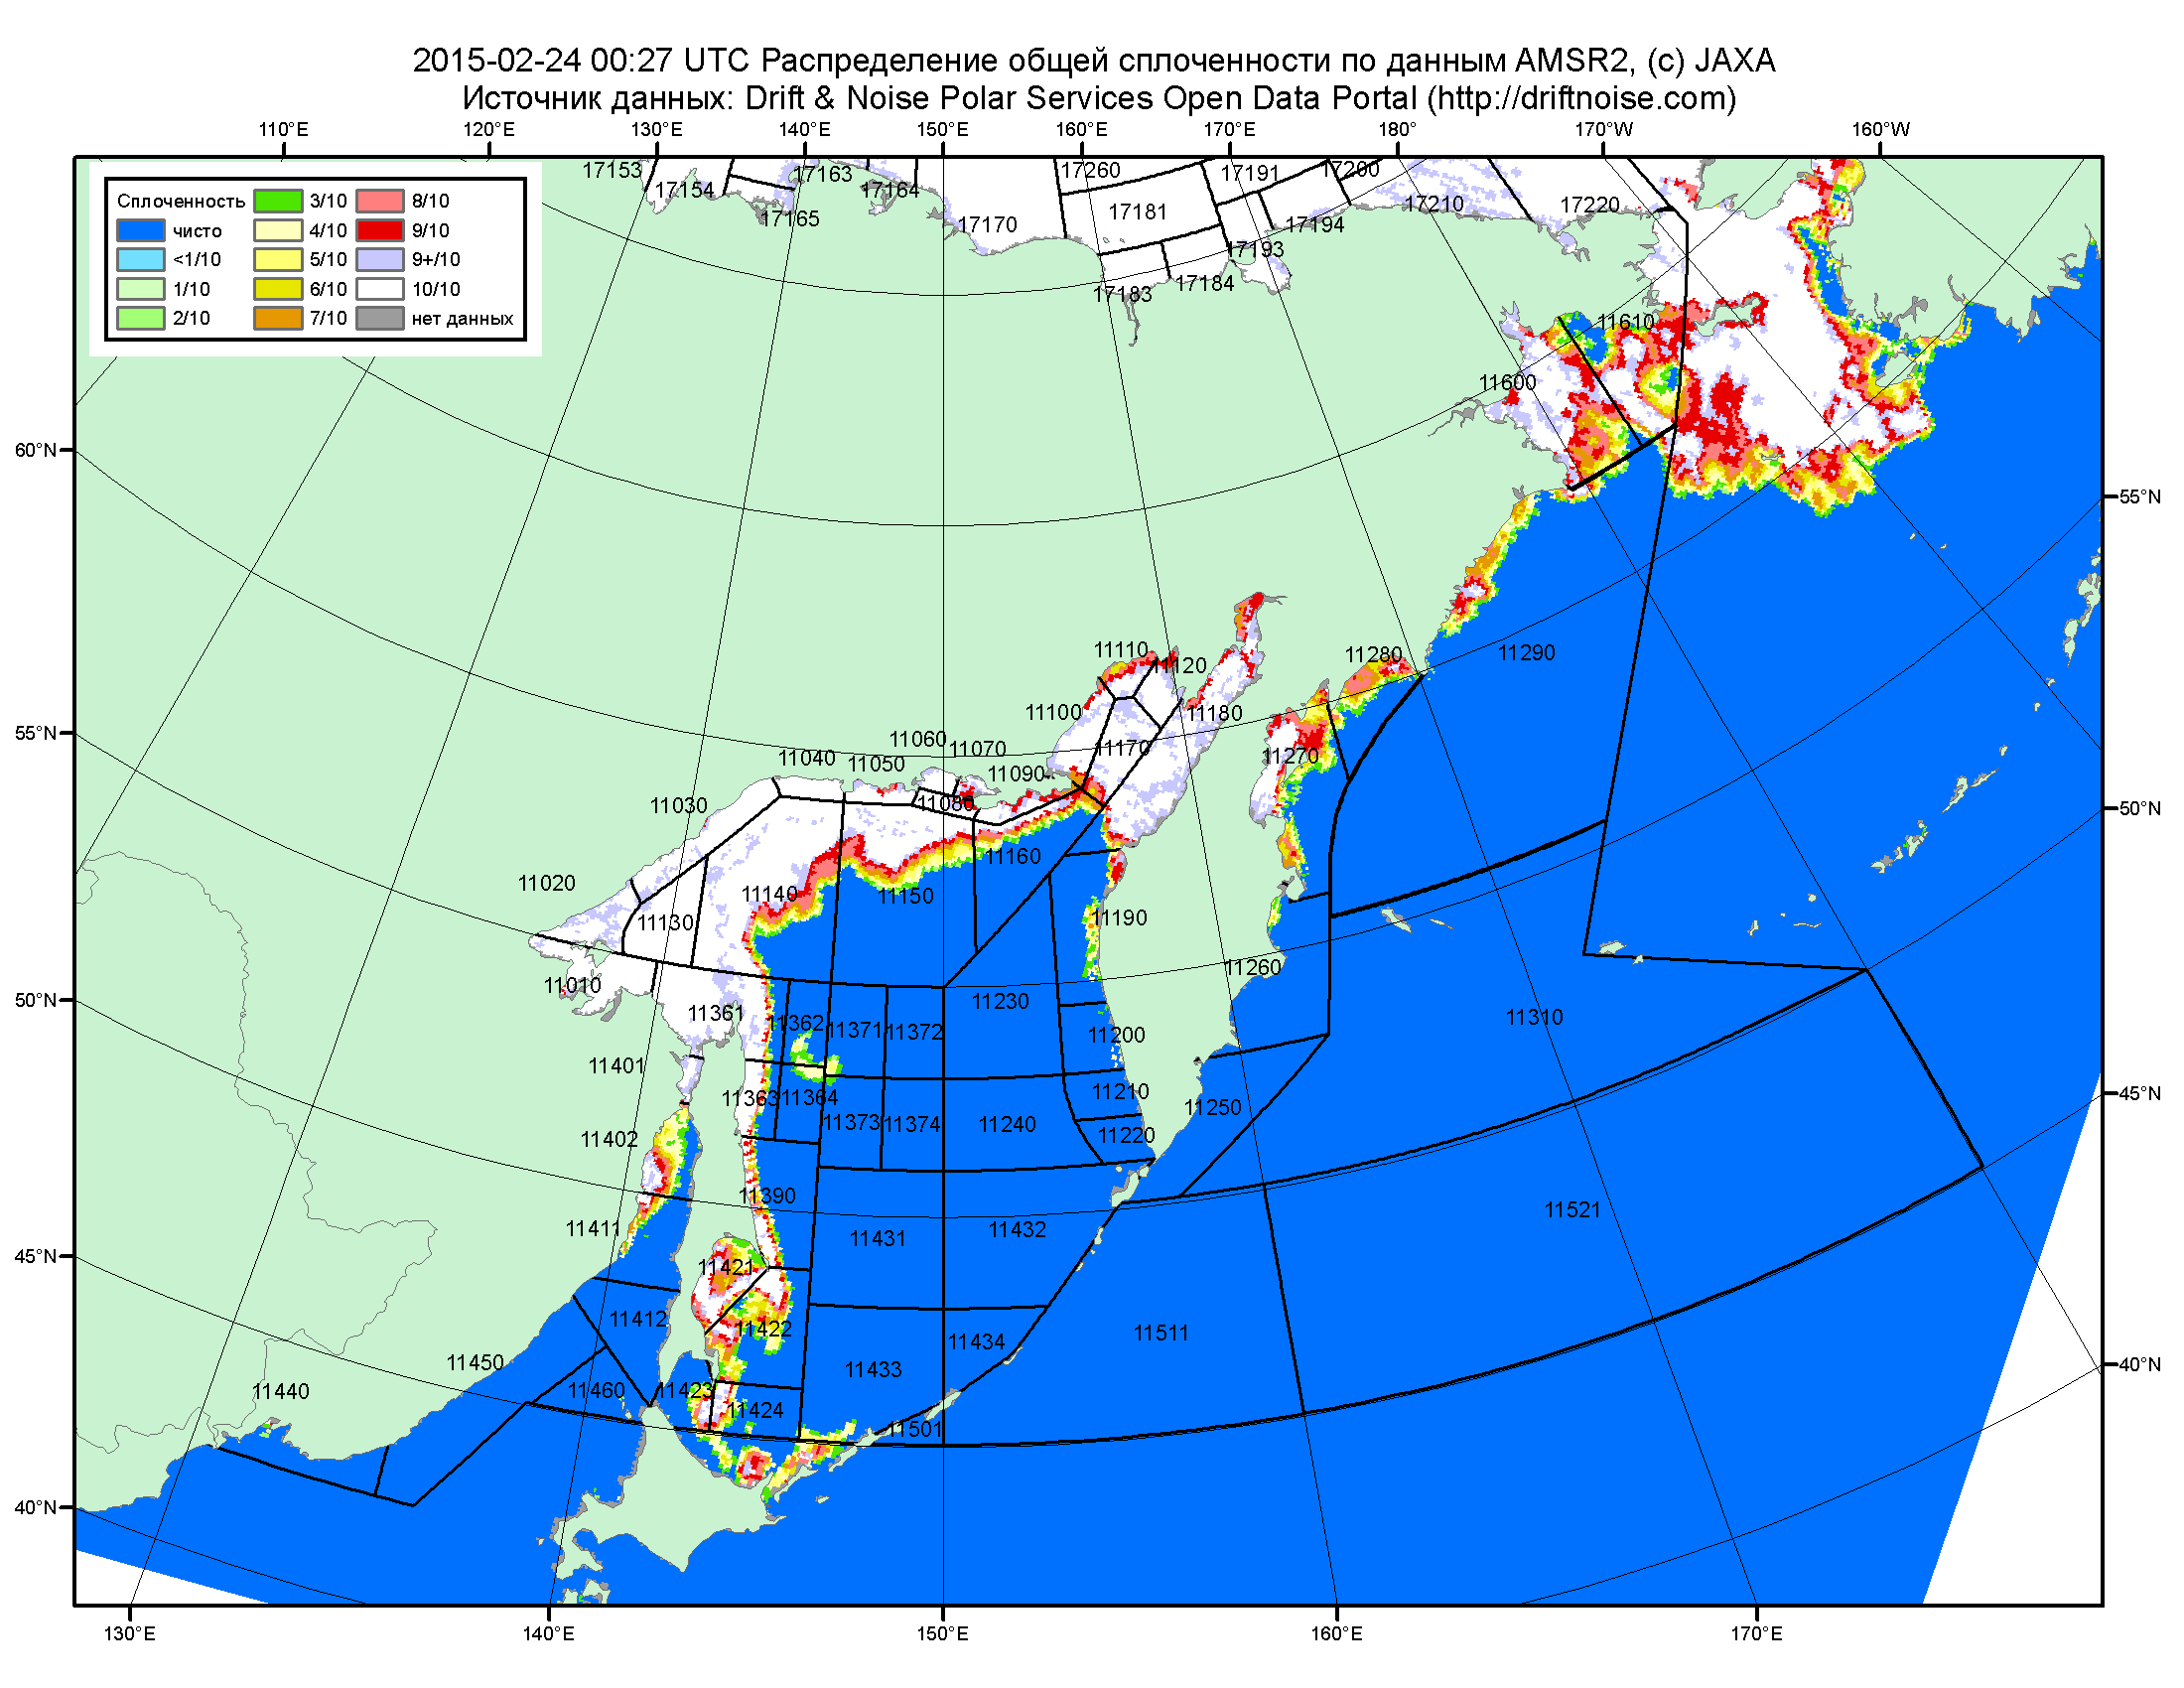 2015-02-24 00:27 UTC Распределение общей сплоченности по данным AMSR2, (c) JAXA
Источник данных: Drift & Noise Polar Services Open Data Portal (http://driftnoise.com)
110°E 120°E 130°E 140°E 150°E 160°E 170°E 180° 170°W 160°W
Сплоченность 3/10 8/10
чисто 4/10 9/10
<1/10 5/10 9+/10
1/10 6/10 10/10
2/10 7/10 нет данных
17153 17163 17260 17191 17200
17154 17164 17210 17220
17165 17170 17181 17194
17193
17183 17184
11610
11600
60°N
55°N
11110 11120 11280 11290
11100 11180
55°N 11060 11070 11170 11270
11040 11050 11090
11030 11080 50°N
11160
11020 11140 11150
11130 11190
11260
50°N 11010 11230
11361 11362 11371 11372 11310
11200
11401 45°N
11363 11364 11210 11250
11373 11374 11240
11402 11220
11390 11521
11411 11431 11432
45°N 11421
11412 11422 11511
11450 11433 11434 40°N
11440 11460 11423
11424
11501
40°N
130°E 140°E 150°E 160°E 170°E